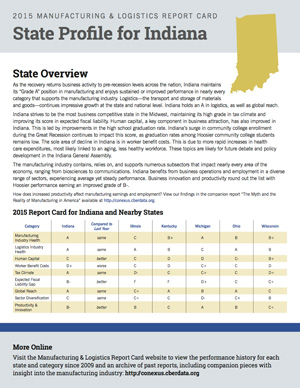 2015 MANUFACTURING & LOGISTICS REPORT CARD
State Profile for Indiana
State Overview
As the recovery returns business activity to pre-recession levels across the nation, Indiana maintains
its "Grade A" position in manufacturing and enjoys sustained or improved performance in nearly every
category that supports the manufacturing industry. Logistics—the transport and storage of materials
and goods—continues impressive growth at the state and national level. Indiana holds an A in logistics, as well as global reach.
Indiana strives to be the most business competitive state in the Midwest, maintaining its high grade in tax climate and
improving its score in expected fiscal liability. Human capital, a key component in business attraction, has also improved in
Indiana. This is led by improvements in the high school graduation rate. Indiana's surge in community college enrollment
during the Great Recession continues to impact this score, as graduation rates among Hoosier community college students
remain low. The sole area of decline in Indiana is in worker benefit costs. This is due to more rapid increases in health
care expenditures, most likely linked to an aging, less healthy workforce. These topics are likely for future debate and policy
development in the Indiana General Assembly.
The manufacturing industry contains, relies on, and supports numerous subsectors that impact nearly every area of the
economy, ranging from biosciences to communications. Indiana benefits from business operations and employment in a diverse
range of sectors, experiencing average yet steady performance. Business innovation and productivity round out the list with
Hoosier performance earning an improved grade of B-.
How does increased productivity affect manufacturing earnings and employment? View our findings in the companion report "The Myth and the
Reality of Manufacturing in America" available at http://conexus.cberdata.org.
2015 Report Card for Indiana and Nearby States
Category Indiana Compared to Last Year Illinois Kentucky Michigan Ohio Wisconsin
Manufacturing Industry Health A same C B+ A B B+
Logistics Industry Health A same A B C A
Human Capital C better C D D C- B+
Worker Benefit Costs D+ C D C+ C D
Tax Climate A same D- C C C+ D+
Expected Fiscal Liability Gap B+ better F F D+ C C+
Global Reach A same C+ A B A C
Sector Diversification C same C C+ D- C+ B
Productivity & Innovation better B C A B C+
More Online
Visit the Manufacturing & Logistics Report Card website to view the performance history for each
state and category since 2009 and an archive of past reports, including companion pieces with
insight into the manufacturing industry: http://conexus.cberdata.org